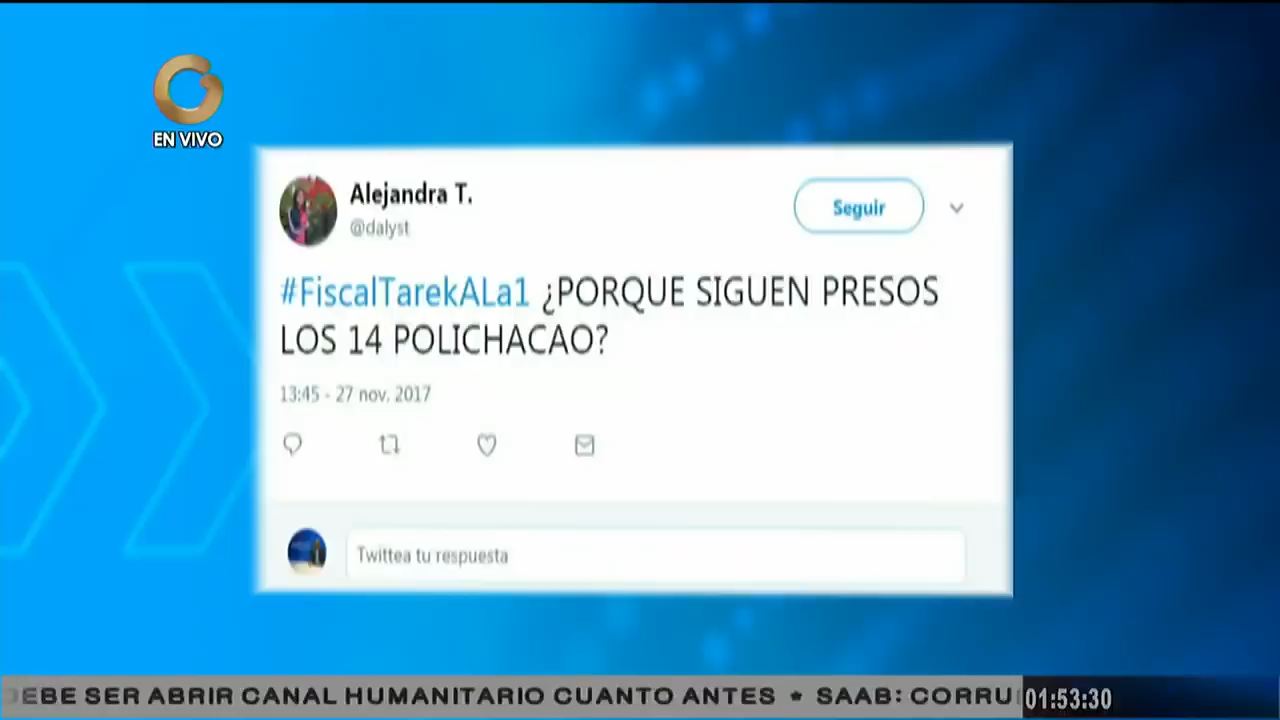 EN VIVO
Alejandra T.
@dalyst
Seguir
#FiscalTarekALa1 ¿PORQUE SIGUEN PRESOS
LOS 14 POLICHACAO?
13:45 - 27 nov. 2017
Twittea tu respuesta
EBE SER ABRIR CANAL HUMANITARIO CUANTO ANTES * SAAB: CORRU
01:53:30